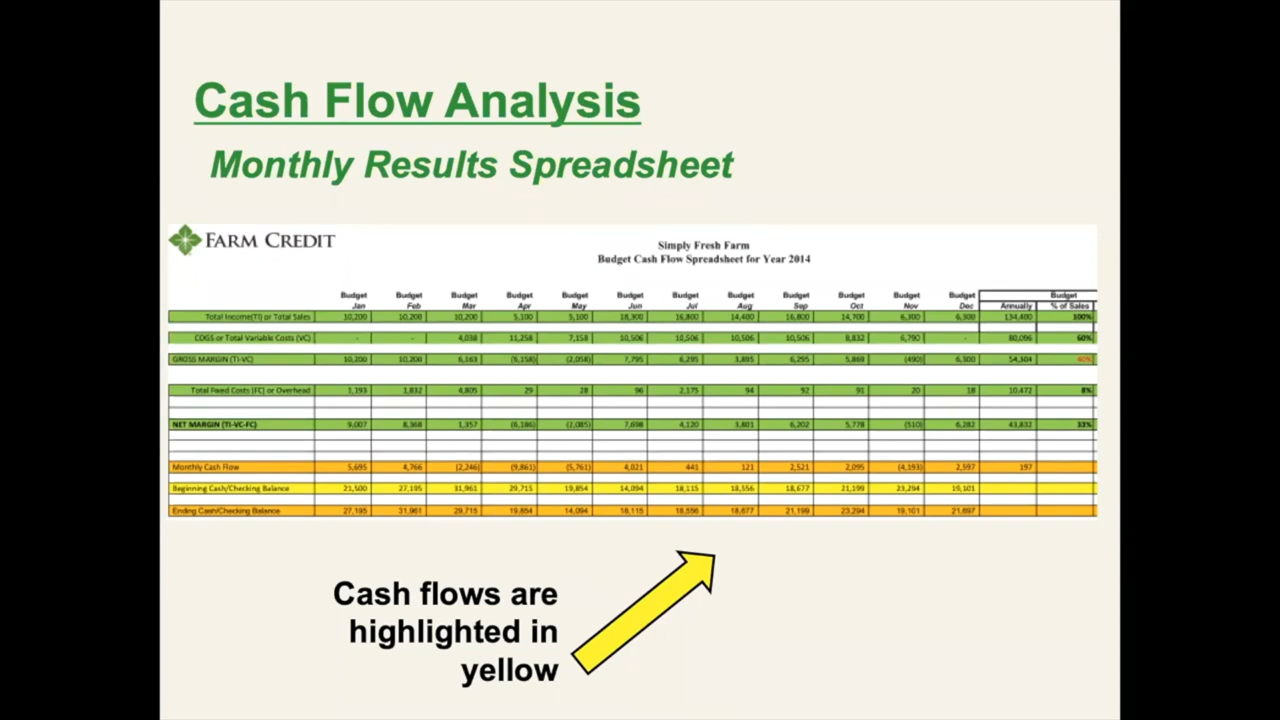 Cash Flow Analysis
Monthly Results Spreadsheet
FARM CREDIT
Simply Fresh Farm
Budget Cash Flow Spreadsheet for Year 2014
Budget Budget Budget Budget Budget Budget Budget Budget Budget Budget Budget Budget Budget
Jan Feb Mar Apr May Jun Jul Aug Sep Oct Nov Dec Annually % of Sales
Total Income(TI) or Total Sales 10,200 10,200 10,200 5,100 5,100 18,300 16,800 14,400 16,800 14,700 6,300 6,300 134,400 100%
COGS or Total Variable Costs (VC) - - 4,038 11,258 7,158 10,506 10,506 10,506 10,506 8,832 6,790 - 80,096 60%
GROSS MARGIN (TI-VC) 10,200 10,200 6,163 (6,158) (2,058) 7,795 6,295 3,895 6,295 5,869 (490) 6,300 54,304 40%
Total Fixed Costs (FC) or Overhead 1,193 1,832 4,805 29 28 96 2,175 94 92 91 20 18 10,472 8%
NET MARGIN (TI-VC-FC) 9,007 8,368 1,357 (6,186) (2,085) 7,698 4,120 3,801 6,202 5,778 (510) 6,282 43,832 33%
Monthly Cash Flow 5,695 4,766 (2,246) (9,861) (5,761) 4,021 441 121 2,521 2,095 (4,193) 2,597 197
Beginning Cash/Checking Balance 21,500 27,195 31,961 29,715 19,854 14,094 18,115 18,556 18,677 21,199 23,294 19,101
Ending Cash/Checking Balance 27,195 31,961 29,715 19,854 14,094 18,115 18,556 18,677 21,199 23,294 19,101 21,697
Cash flows are
highlighted in
yellow